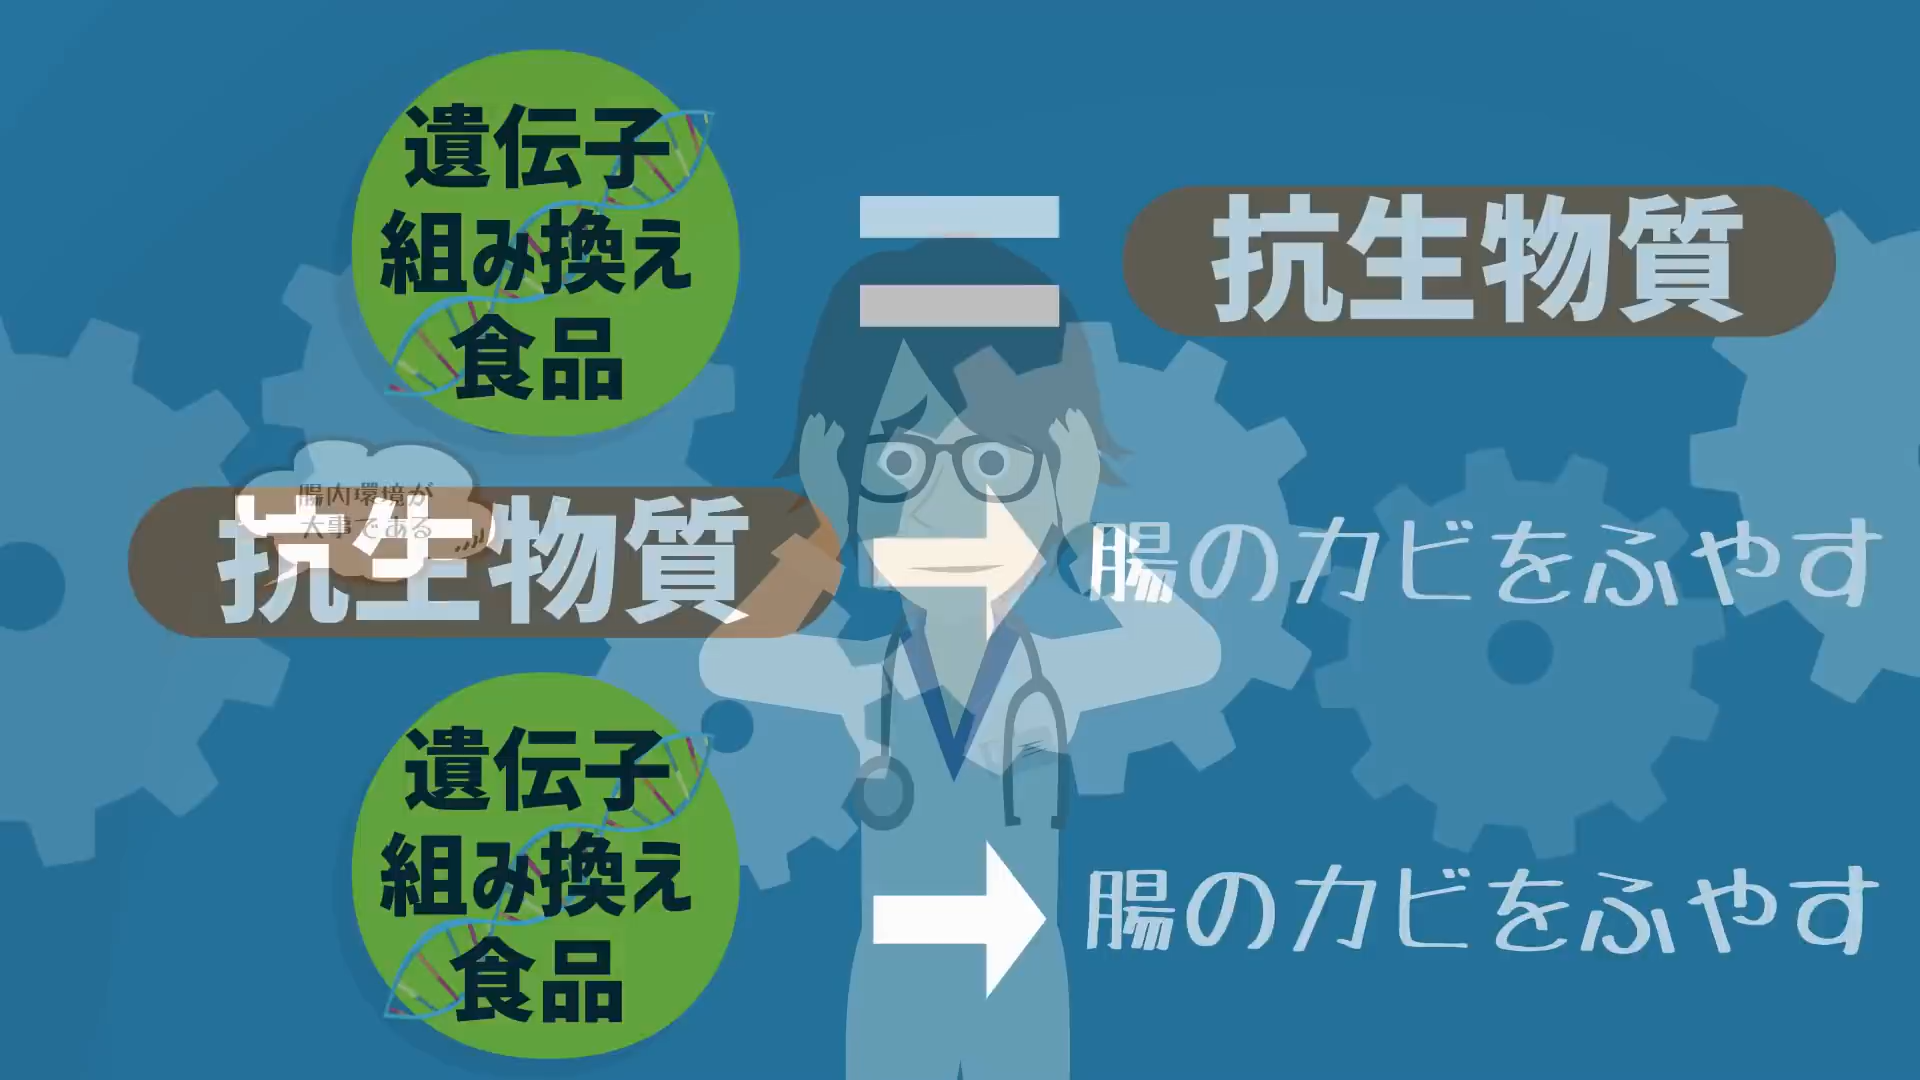 遺伝子
組み換え
食品
抗生物質
腸内環境が
大事である
抗生物質
腸のカビをふやす
遺伝子
組み換え
食品
腸のカビをふやす